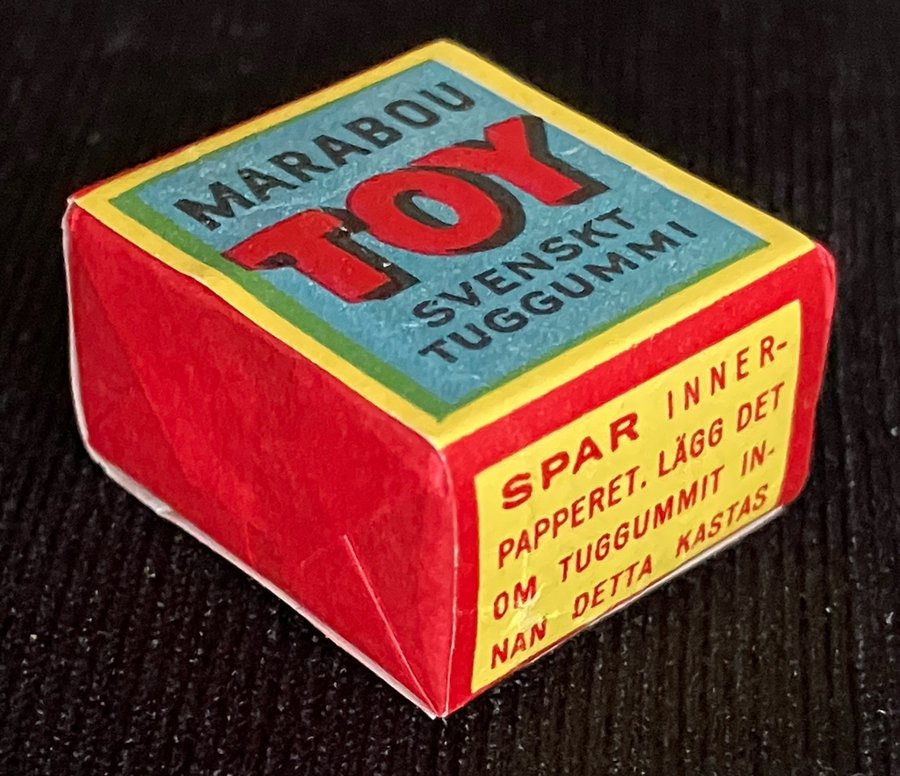 MARABOU
TOY
SVENSKT
TUGGUMMI
SPAR INNER-
PAPPERET. LÄGG DET
OM TUGGUMMIT IN-
NAN DETTA KASTAS